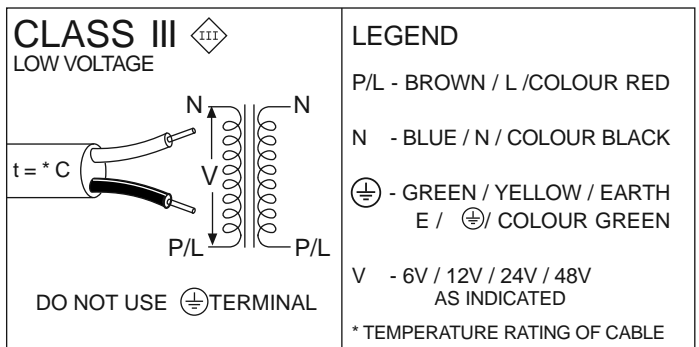 CLASS III III
LOW VOLTAGE
N N
t = * C
V
P/L P/L
DO NOT USE TERMINAL
LEGEND
P/L - BROWN / L /COLOUR RED
N - BLUE / N / COLOUR BLACK
- GREEN / YELLOW / EARTH
E / / COLOUR GREEN
V - 6V / 12V / 24V / 48V
AS INDICATED
* TEMPERATURE RATING OF CABLE